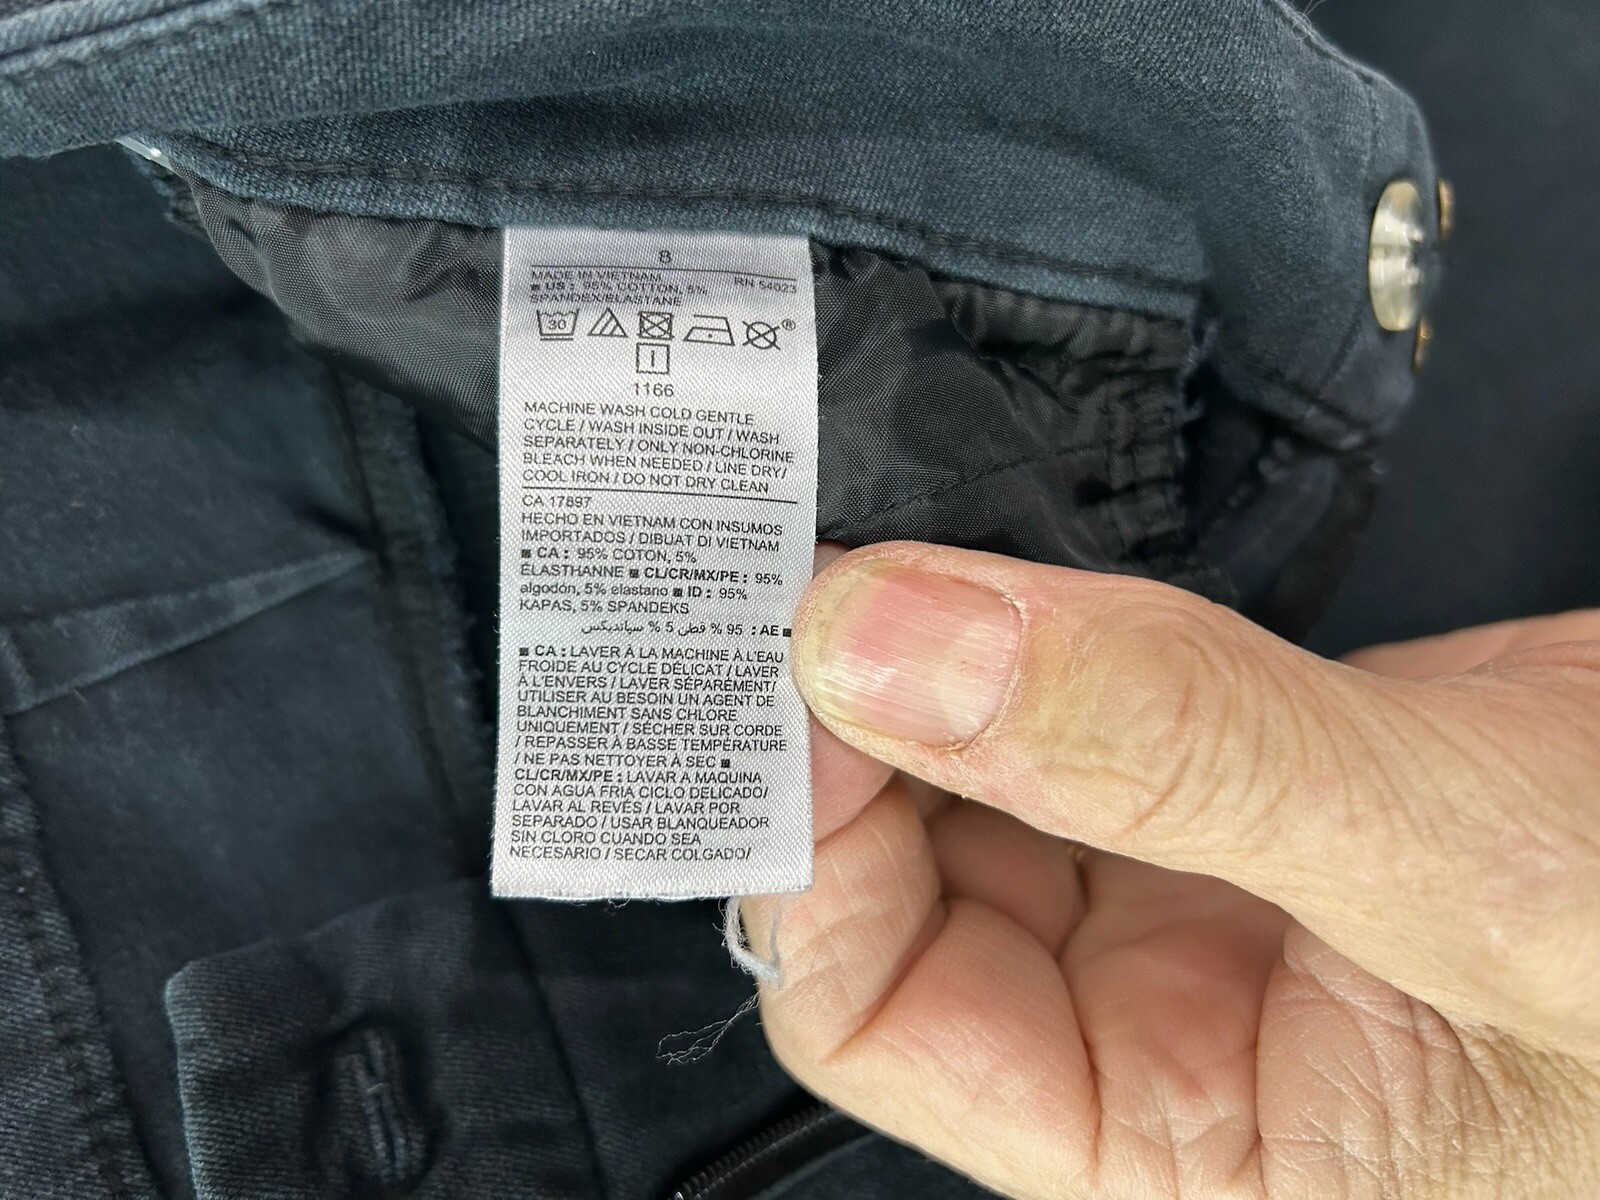 8
MADE IN VIETNAM RN 54023
■ US : 95% COTTON, 5%
SPANDEX/ELASTANE
30
®
1166
MACHINE WASH COLD GENTLE
CYCLE / WASH INSIDE OUT / WASH
SEPARATELY / ONLY NON-CHLORINE
BLEACH WHEN NEEDED / LINE DRY/
COOL IRON / DO NOT DRY CLEAN
CA 17897
HECHO EN VIETNAM CON INSUMOS
IMPORTADOS / DIBUAT DI VIETNAM
■ CA : 95% COTON, 5%
ÉLASTHANNE ■ CL/CR/MX/PE : 95%
algodón, 5% elastano ■ ID : 95%
KAPAS, 5% SPANDEKS
■ AE : 95 % قطن 5 % سباندیكس
■ CA : LAVER À LA MACHINE À L'EAU
FROIDE AU CYCLE DÉLICAT / LAVER
À L'ENVERS / LAVER SÉPARÉMENT/
UTILISER AU BESOIN UN AGENT DE
BLANCHIMENT SANS CHLORE
UNIQUEMENT / SÉCHER SUR CORDE
/ REPASSER À BASSE TEMPÉRATURE
/ NE PAS NETTOYER À SEC ■
CL/CR/MX/PE : LAVAR A MAQUINA
CON AGUA FRIA CICLO DELICADO/
LAVAR AL REVÉS / LAVAR POR
SEPARADO / USAR BLANQUEADOR
SIN CLORO CUANDO SEA
NECESARIO / SECAR COLGADO/